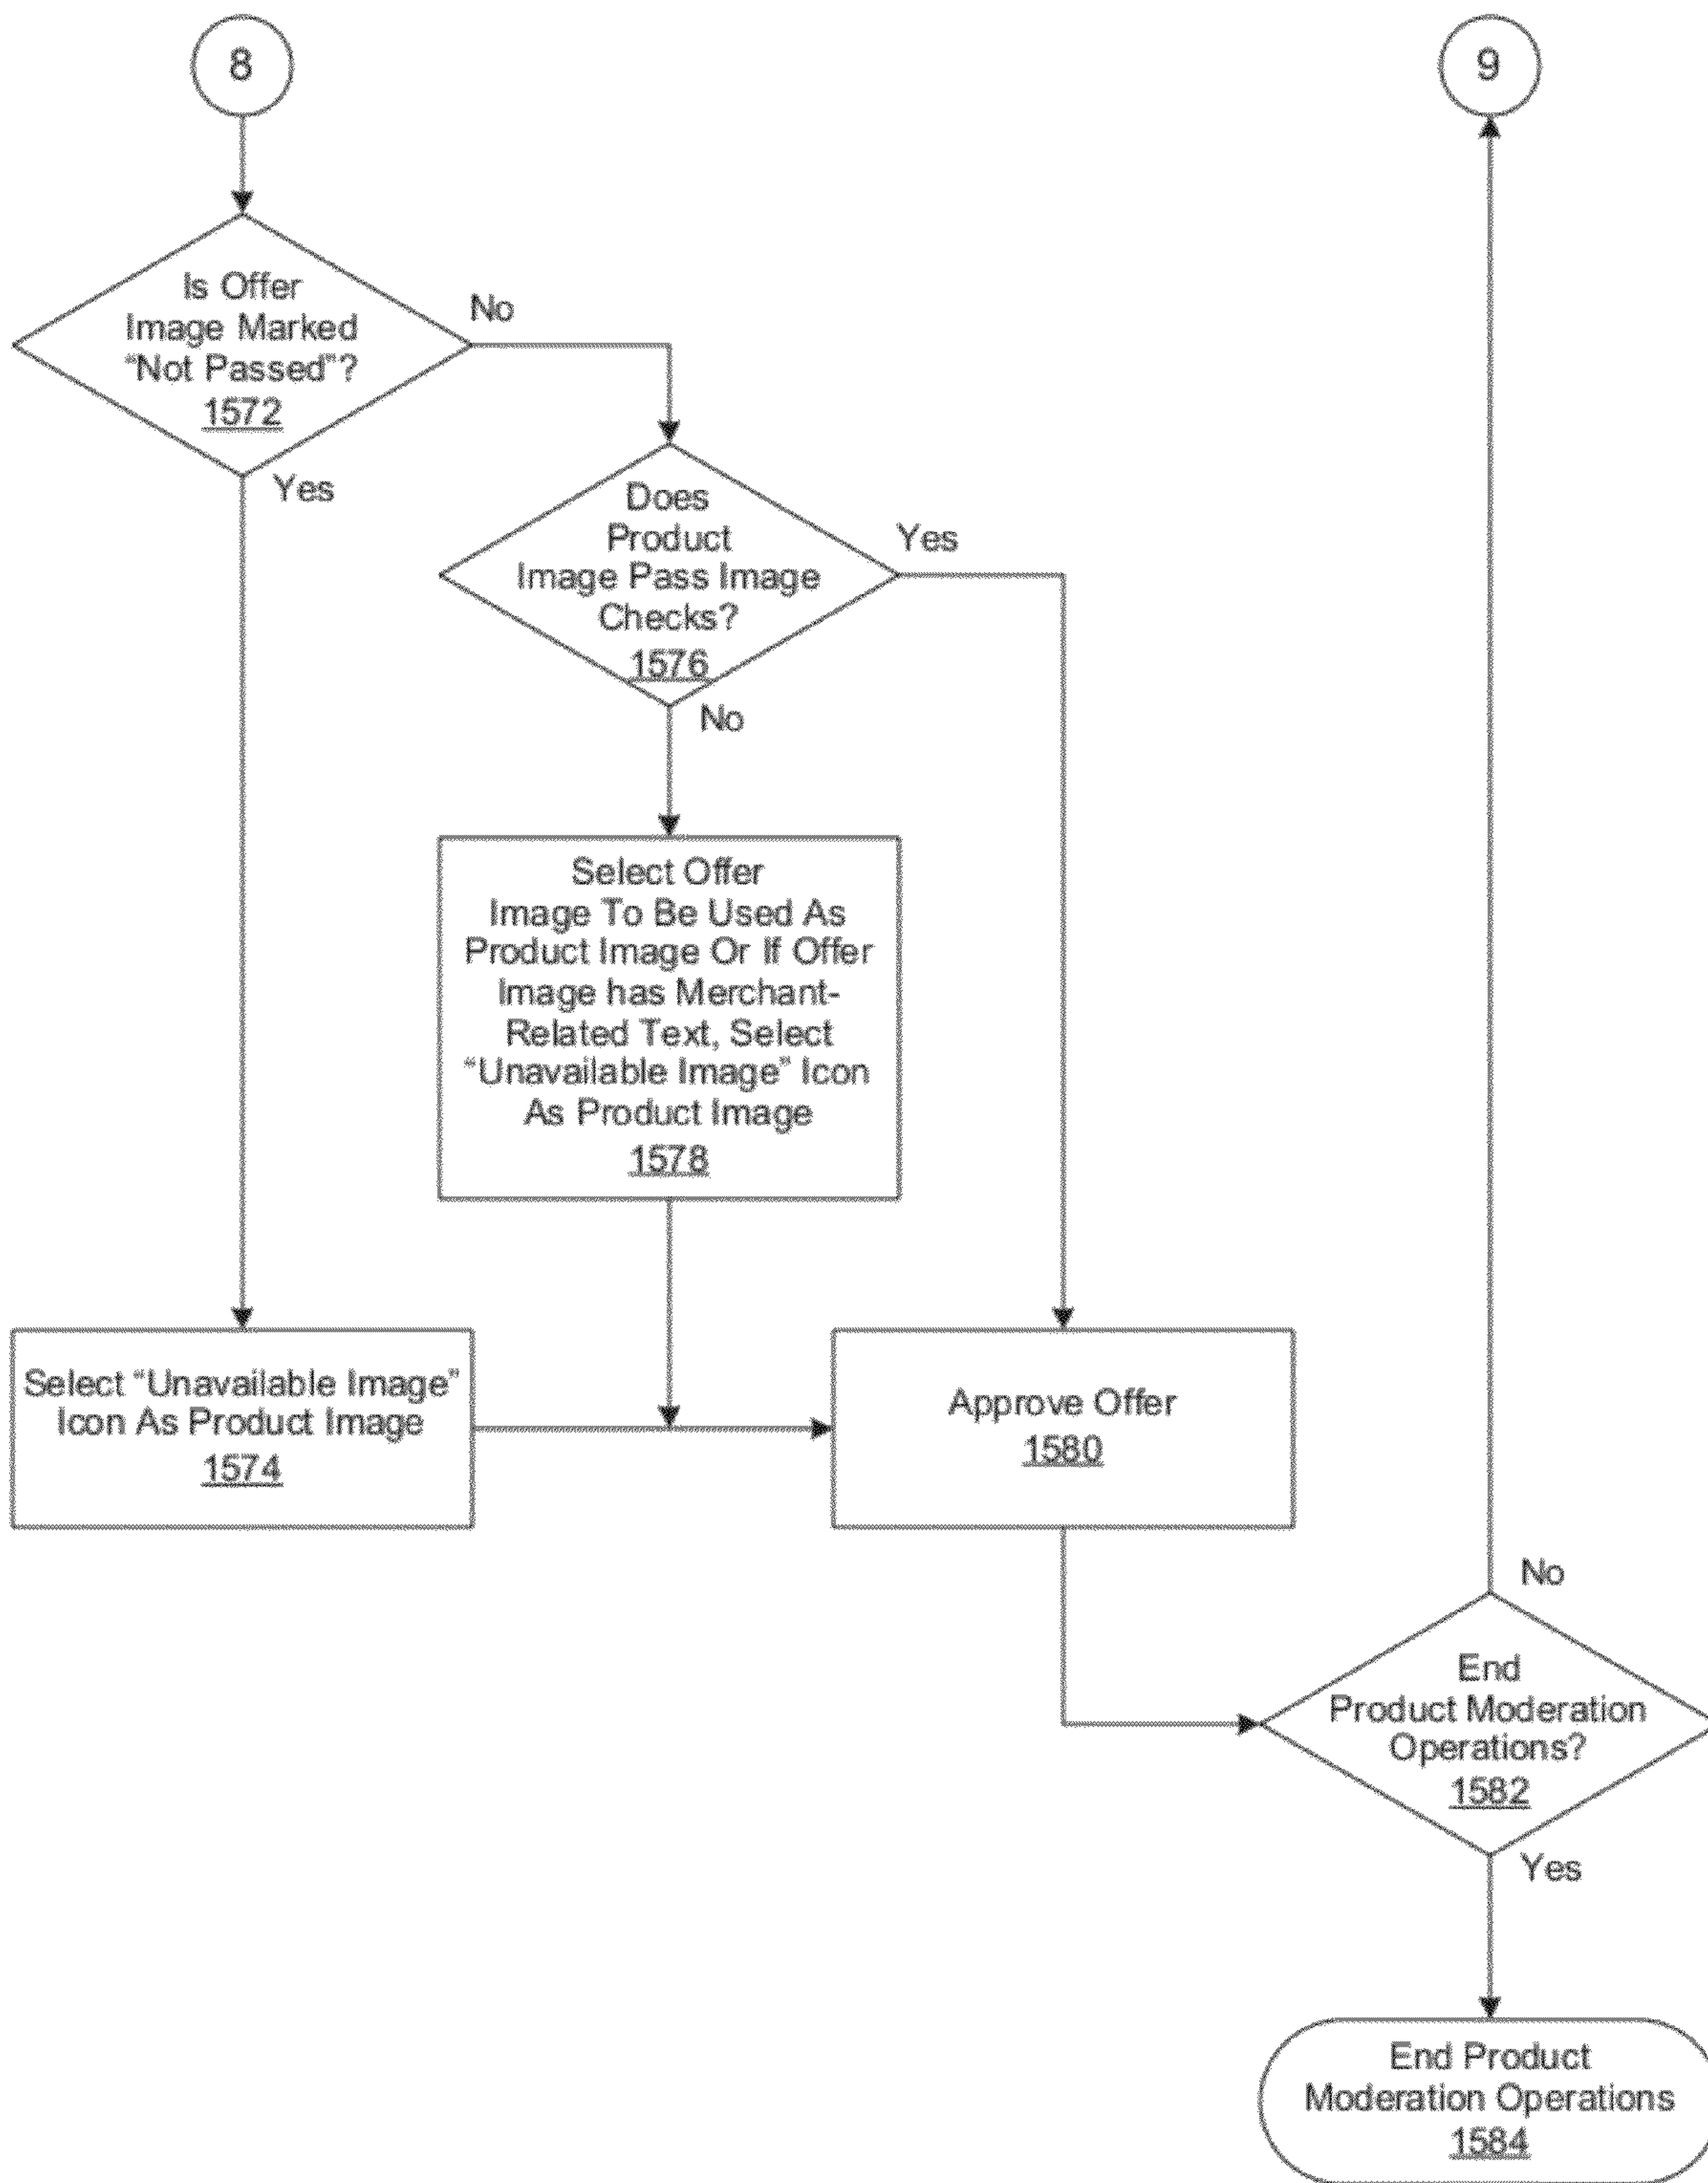 8
9
Is Offer
Image Marked
“Not Passed”?
1572
No
Yes
Does
Product
Image Pass Image
Checks?
1576
Yes
No
Select Offer
Image To Be Used As
Product Image Or If Offer
Image has Merchant-
Related Text, Select
“Unavailable Image” Icon
As Product Image
1578
Select “Unavailable Image”
Icon As Product Image
1574
Approve Offer
1580
No
End
Product Moderation
Operations?
1582
Yes
End Product
Moderation Operations
1584